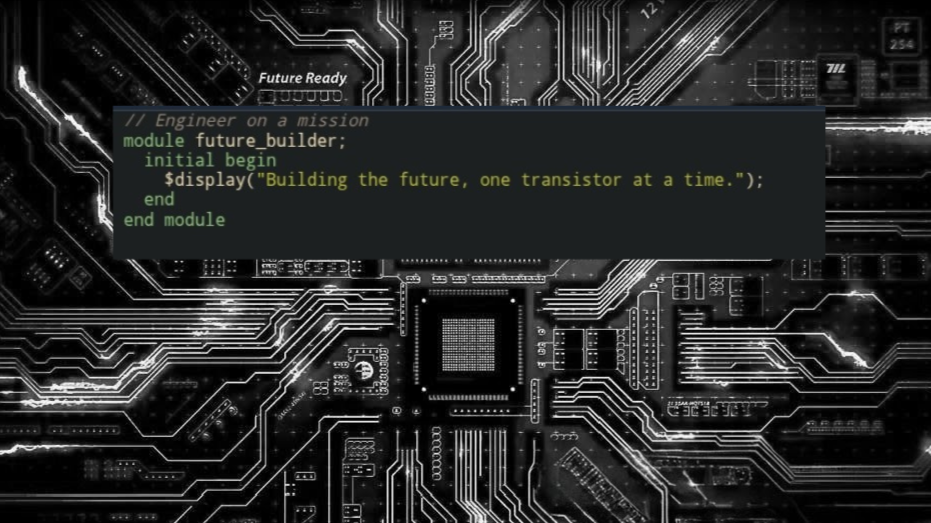 12 V
PT
254
Future Ready
// Engineer on a mission
module future_builder;
  initial begin
    $display("Building the future, one transistor at a time.");
  end
end module